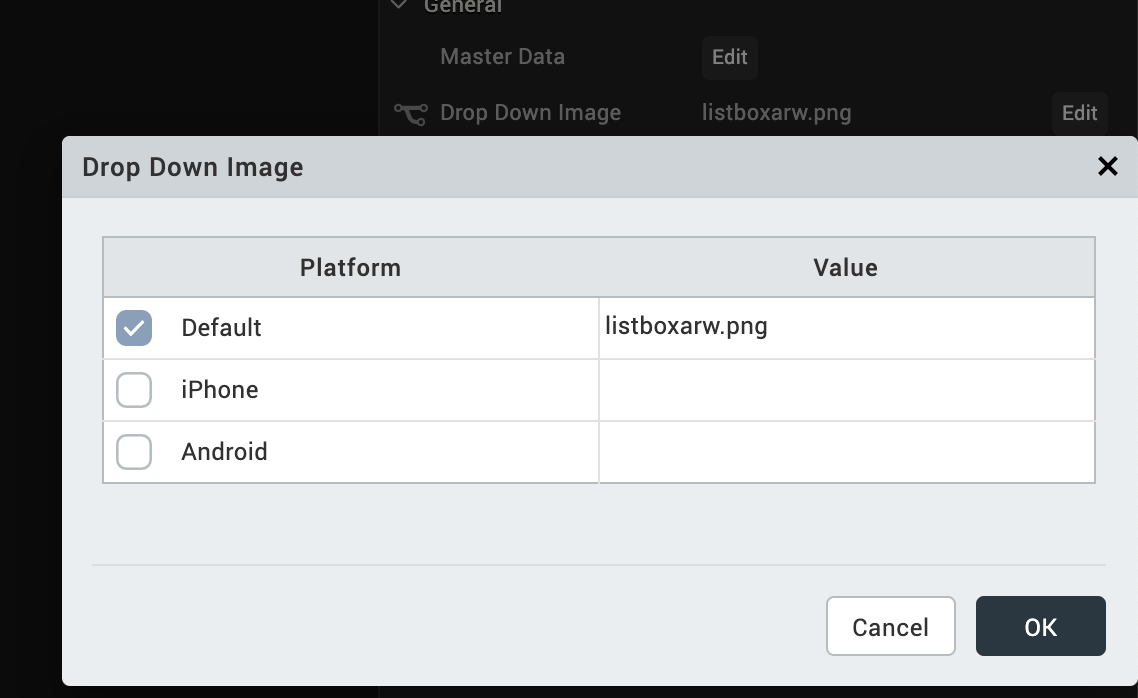 General
Master Data Edit
Drop Down Image listboxarw.png Edit
Drop Down Image
Platform Value
Default listboxarw.png
iPhone
Android
Cancel OK